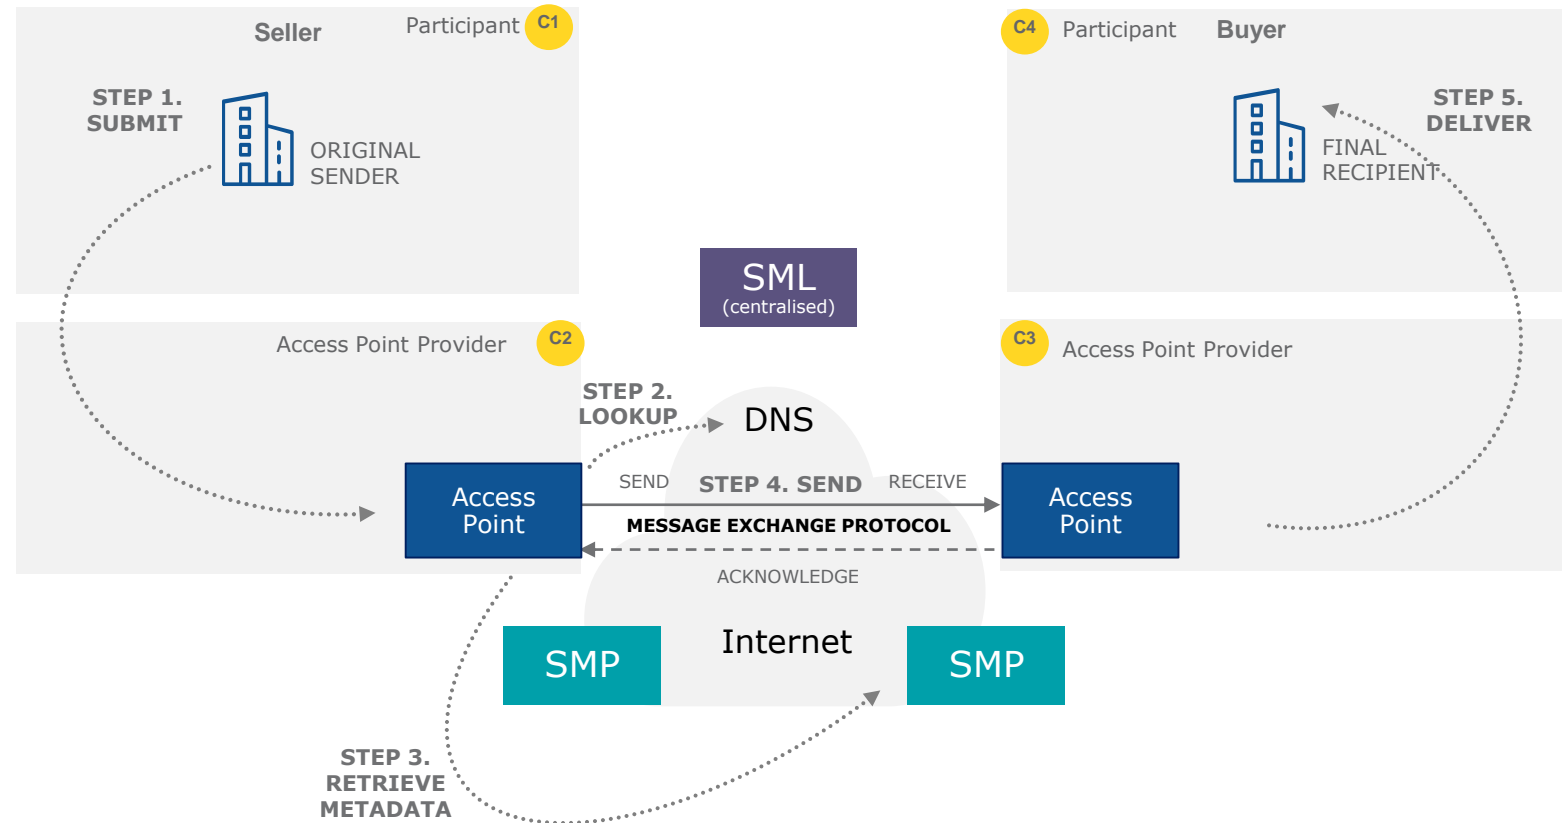 Seller
Participant
C1
STEP 1.
SUBMIT
ORIGINAL
SENDER
C4
Participant
Buyer
STEP 5.
DELIVER
FINAL
RECIPIENT
SML
(centralised)
Access Point Provider
C2
C3
Access Point Provider
STEP 2.
LOOKUP
DNS
Access
Point
SEND
STEP 4. SEND
RECEIVE
MESSAGE EXCHANGE PROTOCOL
ACKNOWLEDGE
Access
Point
Internet
SMP
SMP
STEP 3.
RETRIEVE
METADATA